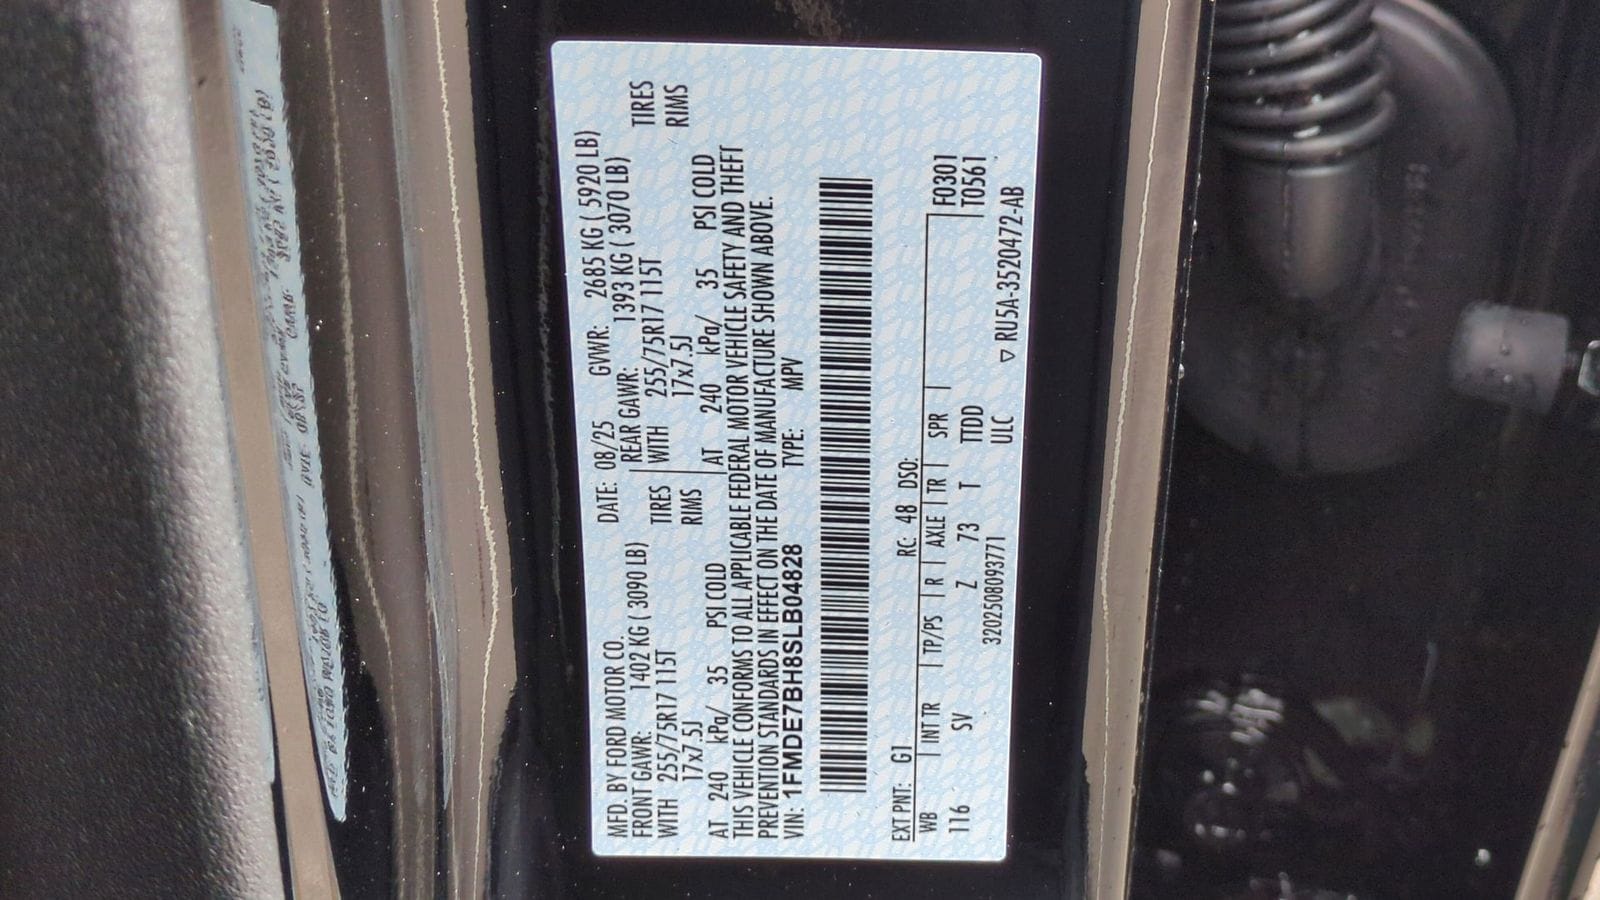 MFD. BY FORD MOTOR CO.
DATE: 08/25 GVWR: 2685 KG ( 5920 LB)
FRONT GAWR: 1402 KG ( 3090 LB) REAR GAWR: 1393 KG ( 3070 LB)
WITH 255/75R17 115T TIRES WITH 255/75R17 115T TIRES
17x7.5J RIMS 17x7.5J RIMS
AT 240 kPa/ 35 PSI COLD AT 240 kPa/ 35 PSI COLD
THIS VEHICLE CONFORMS TO ALL APPLICABLE FEDERAL MOTOR VEHICLE SAFETY AND THEFT
PREVENTION STANDARDS IN EFFECT ON THE DATE OF MANUFACTURE SHOWN ABOVE.
VIN: 1FMDE7BH8SLB04828 TYPE: MPV
EXT PNT: G1 RC: 48 DSO:
WB INT TR TP/PS R AXLE TR SPR F0301
116 SV Z 73 T TTDD T0561
3202508093771 ULC ▽ RU5A-3520472-AB